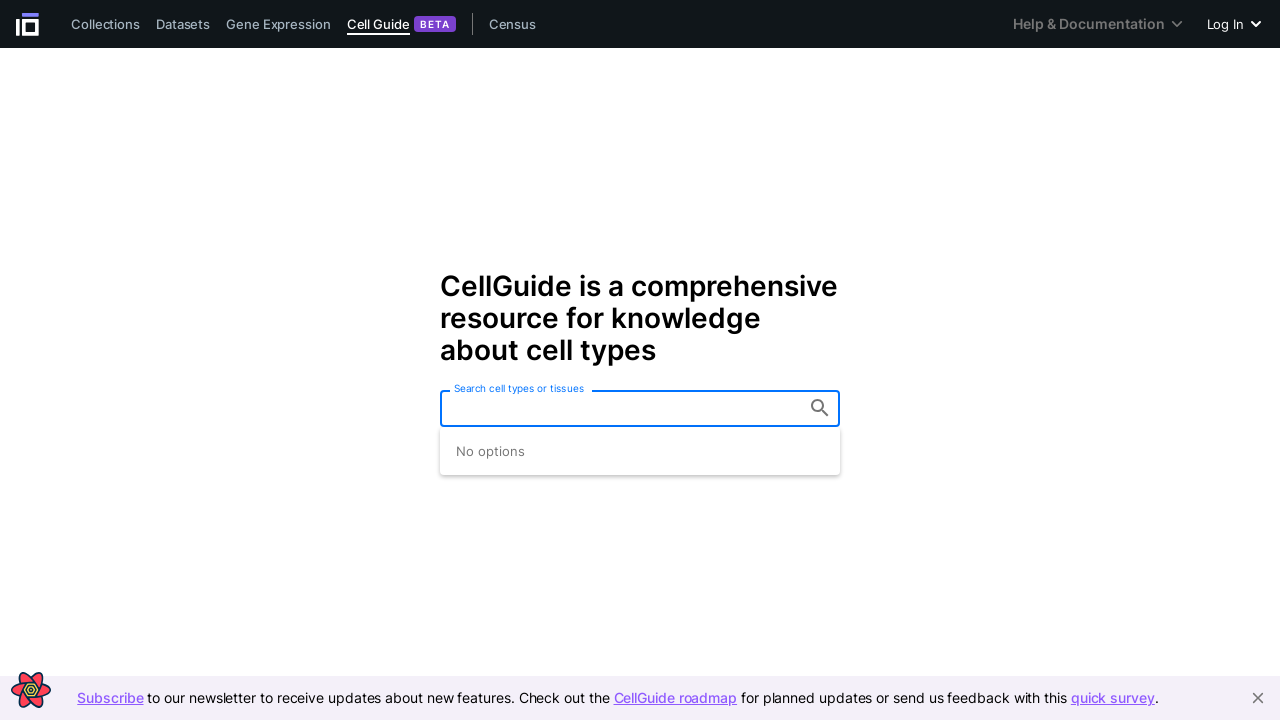 Collections Datasets Gene Expression Cell Guide BETA Census Help & Documentation Log In
CellGuide is a comprehensive
resource for knowledge
about cell types
Search cell types or tissues
No options
Subscribe to our newsletter to receive updates about new features. Check out the CellGuide roadmap for planned updates or send us feedback with this quick survey.